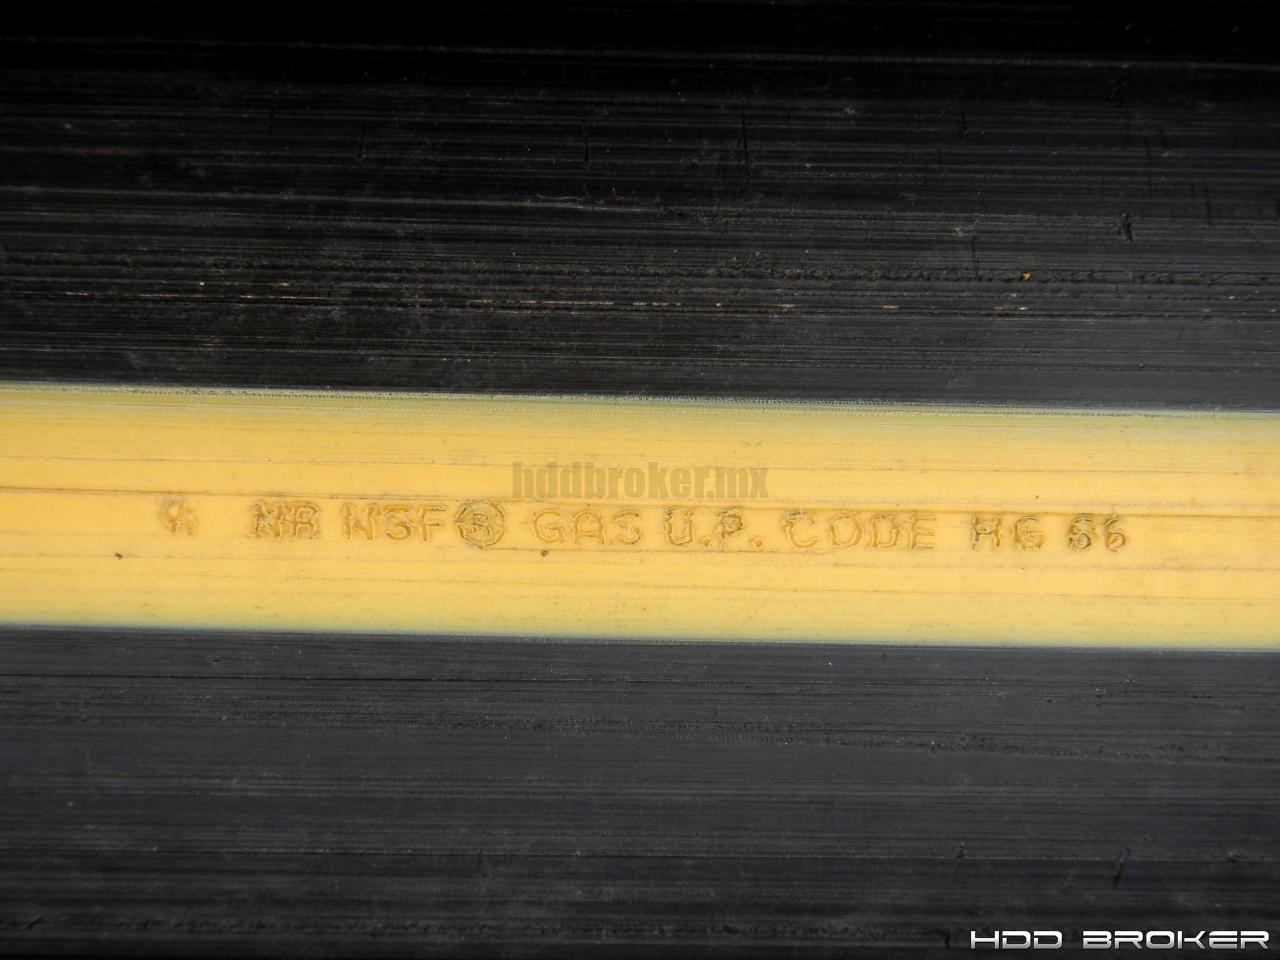 hddbroker.mx
NSF® GAS U.P. CODE HG 86
HDD BROKER